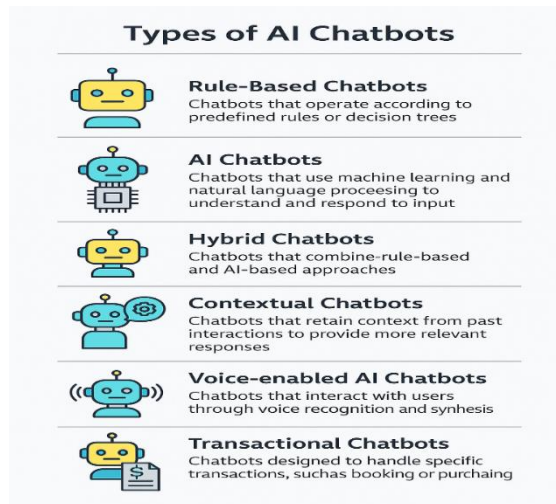 Types of AI Chatbots
Rule-Based Chatbots
Chatbots that operate according to
predefined rules or decision trees
AI Chatbots
Chatbots that use machine learning and
natural language proceesing to
understand and respond to input
Hybrid Chatbots
Chatbots that combine-rule-based
and AI-based approaches
Contextual Chatbots
Chatbots that retain context from past
interactions to provide more relevant
responses
Voice-enabled AI Chatbots
Chatbots that interact with users
through voice recognition and synhesis
Transactional Chatbots
Chatbots designed to handle specific
transactions, suchas booking or purchaing
$